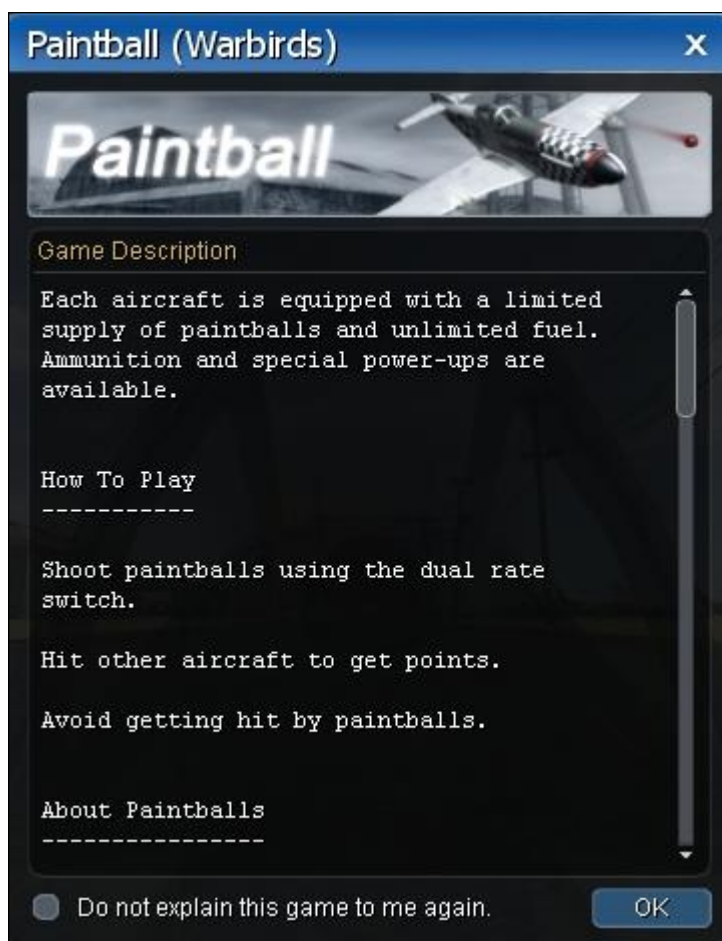 Paintball (Warbirds)
x
Paintball
Game Description
Each aircraft is equipped with a limited
supply of paintballs and unlimited fuel.
Ammunition and special power-ups are
available.
How To Play
-----------
Shoot paintballs using the dual rate
switch.
Hit other aircraft to get points.
Avoid getting hit by paintballs.
About Paintballs
----------------
Do not explain this game to me again.
OK